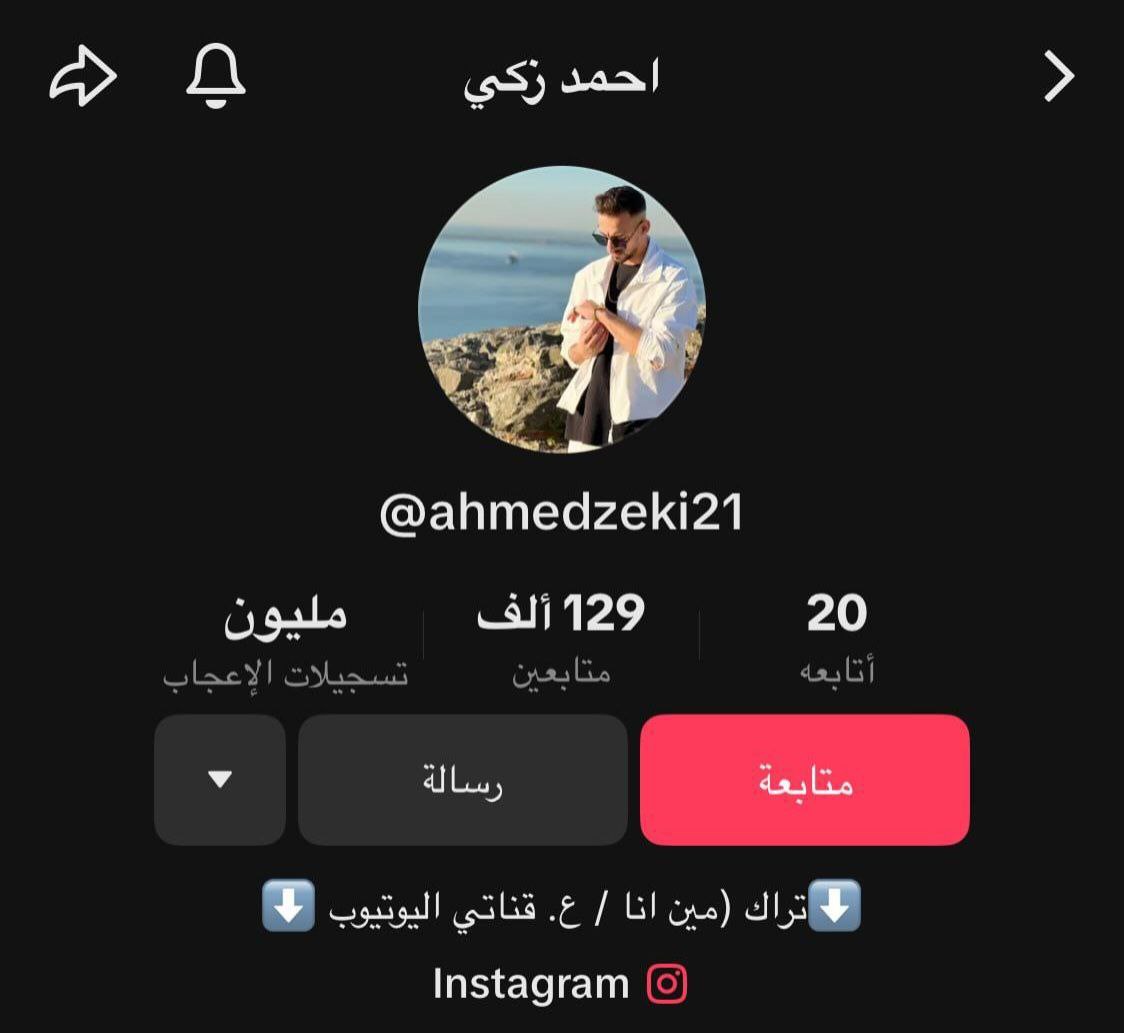 احمد زكي
@ahmedzeki21
20 129 ألف مليون
أتابعه متابعين تسجيلات الإعجاب
متابعة رسالة
⬇️تراك (مين انا / ع. قناتي اليوتيوب ⬇️
Instagram